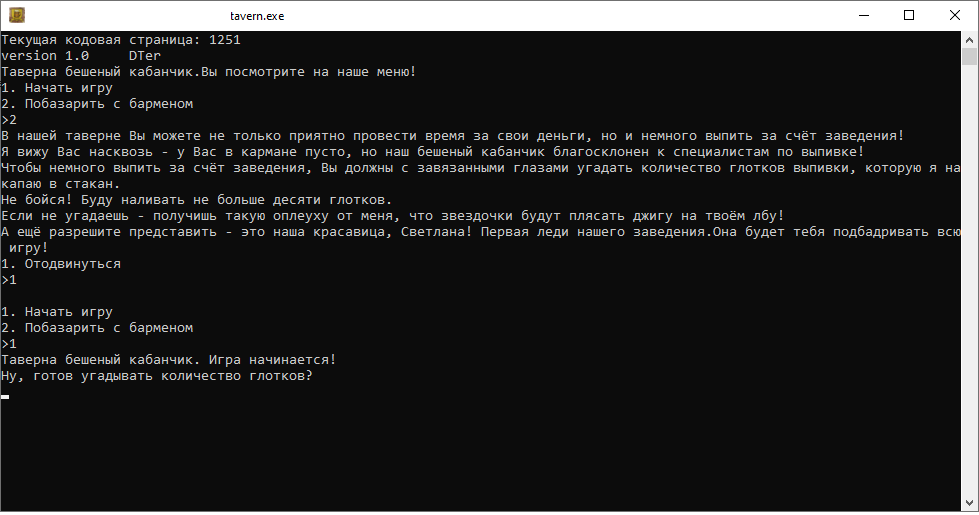 tavern.exe
Текущая кодовая страница: 1251
version 1.0     DTer
Таверна бешеный кабанчик.Вы посмотрите на наше меню!
1. Начать игру
2. Побазарить с барменом
>2
В нашей таверне Вы можете не только приятно провести время за свои деньги, но и немного выпить за счёт заведения!
Я вижу Вас насквозь - у Вас в кармане пусто, но наш бешеный кабанчик благосклонен к специалистам по выпивке!
Чтобы немного выпить за счёт заведения, Вы должны с завязанными глазами угадать количество глотков выпивки, которую я на
капаю в стакан.
Не бойся! Буду наливать не больше десяти глотков.
Если не угадаешь - получишь такую оплеуху от меня, что звездочки будут плясать джигу на твоём лбу!
А ещё разрешите представить - это наша красавица, Светлана! Первая леди нашего заведения.Она будет тебя подбадривать всю
 игру!
1. Отодвинуться
>1

1. Начать игру
2. Побазарить с барменом
>1
Таверна бешеный кабанчик. Игра начинается!
Ну, готов угадывать количество глотков?